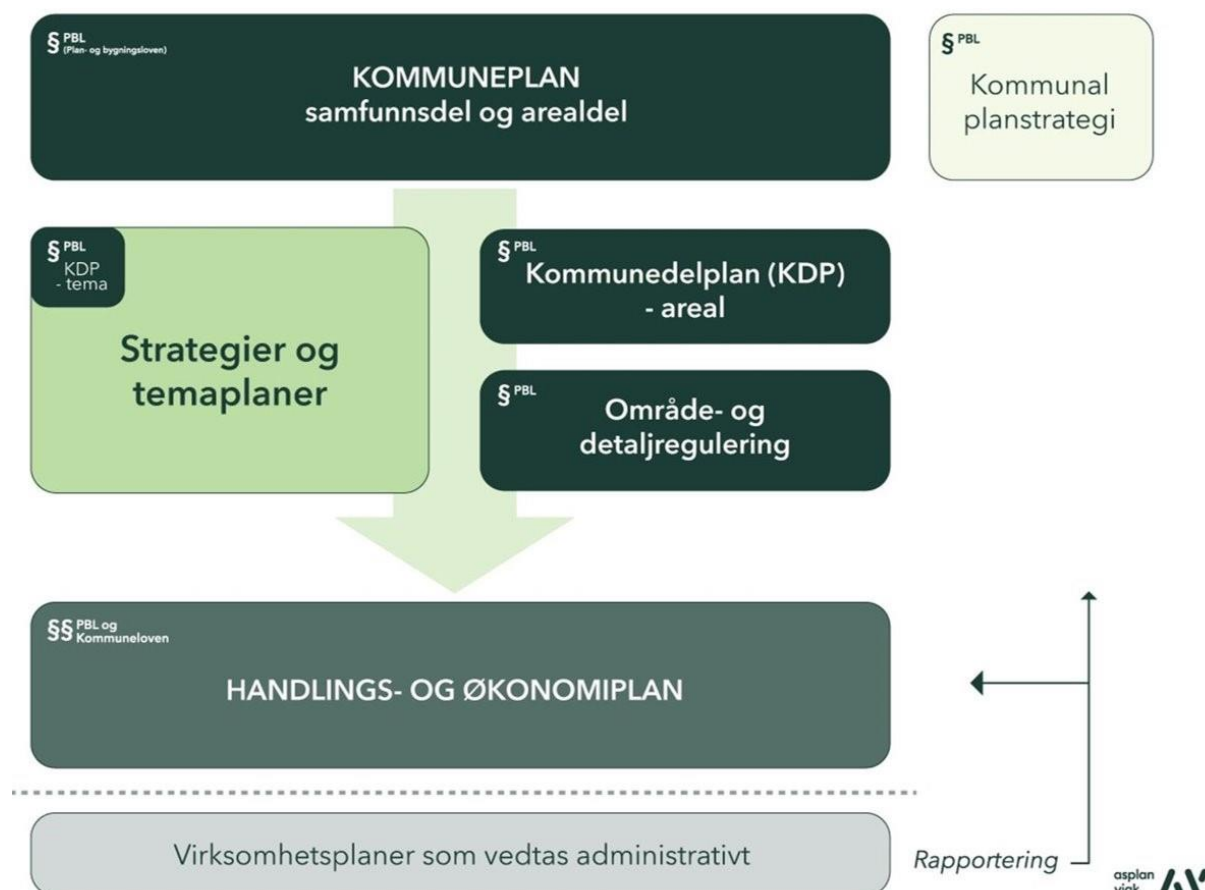 § PBL
(Plan- og bygningsloven)
KOMMUNEPLAN
samfunnsdel og arealdel
§ PBL
Kommunal
planstrategi
§ PBL
KDP
- tema
Strategier og
temaplaner
§ PBL
Kommunedelplan (KDP)
- areal
§ PBL
Område- og
detaljregulering
§§ PBL og
Kommuneloven
HANDLINGS- OG ØKONOMIPLAN
Virksomhetsplaner som vedtas administrativt
Rapportering
asplan
viak